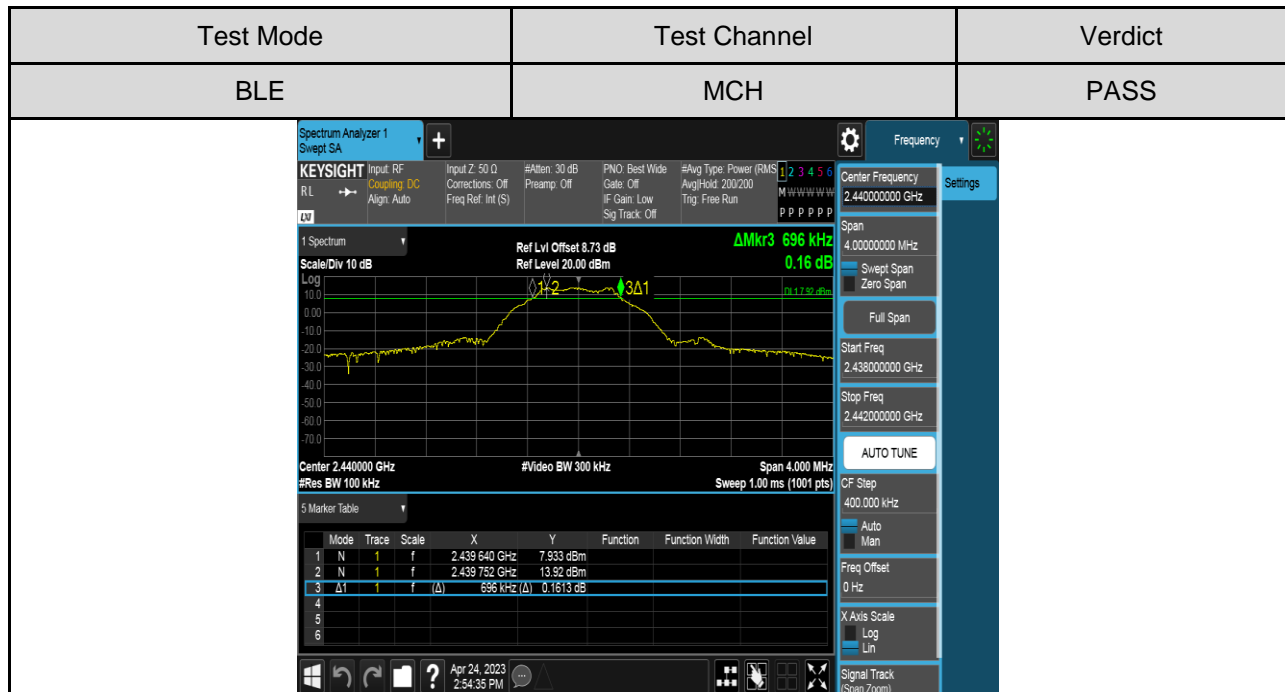 Test Mode Test Channel Verdict
BLE MCH PASS
Spectrum Analyzer 1
Swept SA
+
Frequency
KEYSIGHT
RL
LXI
Input: RF
Coupling: DC
Align: Auto
Input Z: 50 Ω
Corrections: Off
Freq Ref: Int (S)
#Atten: 30 dB
Preamp: Off
PNO: Best Wide
Gate: Off
IF Gain: Low
Sig Track: Off
#Avg Type: Power (RMS
Avg|Hold: 200/200
Trig: Free Run
1 2 3 4 5 6
M W W W W W
P P P P P P
1 Spectrum
Scale/Div 10 dB
Ref Lvl Offset 8.73 dB
Ref Level 20.00 dBm
ΔMkr3 696 kHz
0.16 dB
Log
10.0
0.00
-10.0
-20.0
-30.0
-40.0
-50.0
-60.0
-70.0
1 2 3Δ1
DL1 7.92 dBm
Center 2.440000 GHz #Video BW 300 kHz Span 4.000 MHz
#Res BW 100 kHz Sweep 1.00 ms (1001 pts)
5 Marker Table
Mode Trace Scale X Y Function Function Width Function Value
1 N 1 f 2.439 640 GHz 7.933 dBm
2 N 1 f 2.439 752 GHz 13.92 dBm
3 Δ1 1 f (Δ) 696 kHz (Δ) 0.1613 dB
4
5
6
?
Apr 24, 2023
2:54:35 PM
Center Frequency
2.440000000 GHz
Settings
Span
4.00000000 MHz
Swept Span
Zero Span
Full Span
Start Freq
2.438000000 GHz
Stop Freq
2.442000000 GHz
AUTO TUNE
CF Step
400.000 kHz
Auto
Man
Freq Offset
0 Hz
X Axis Scale
Log
Lin
Signal Track
(Span Zoom)